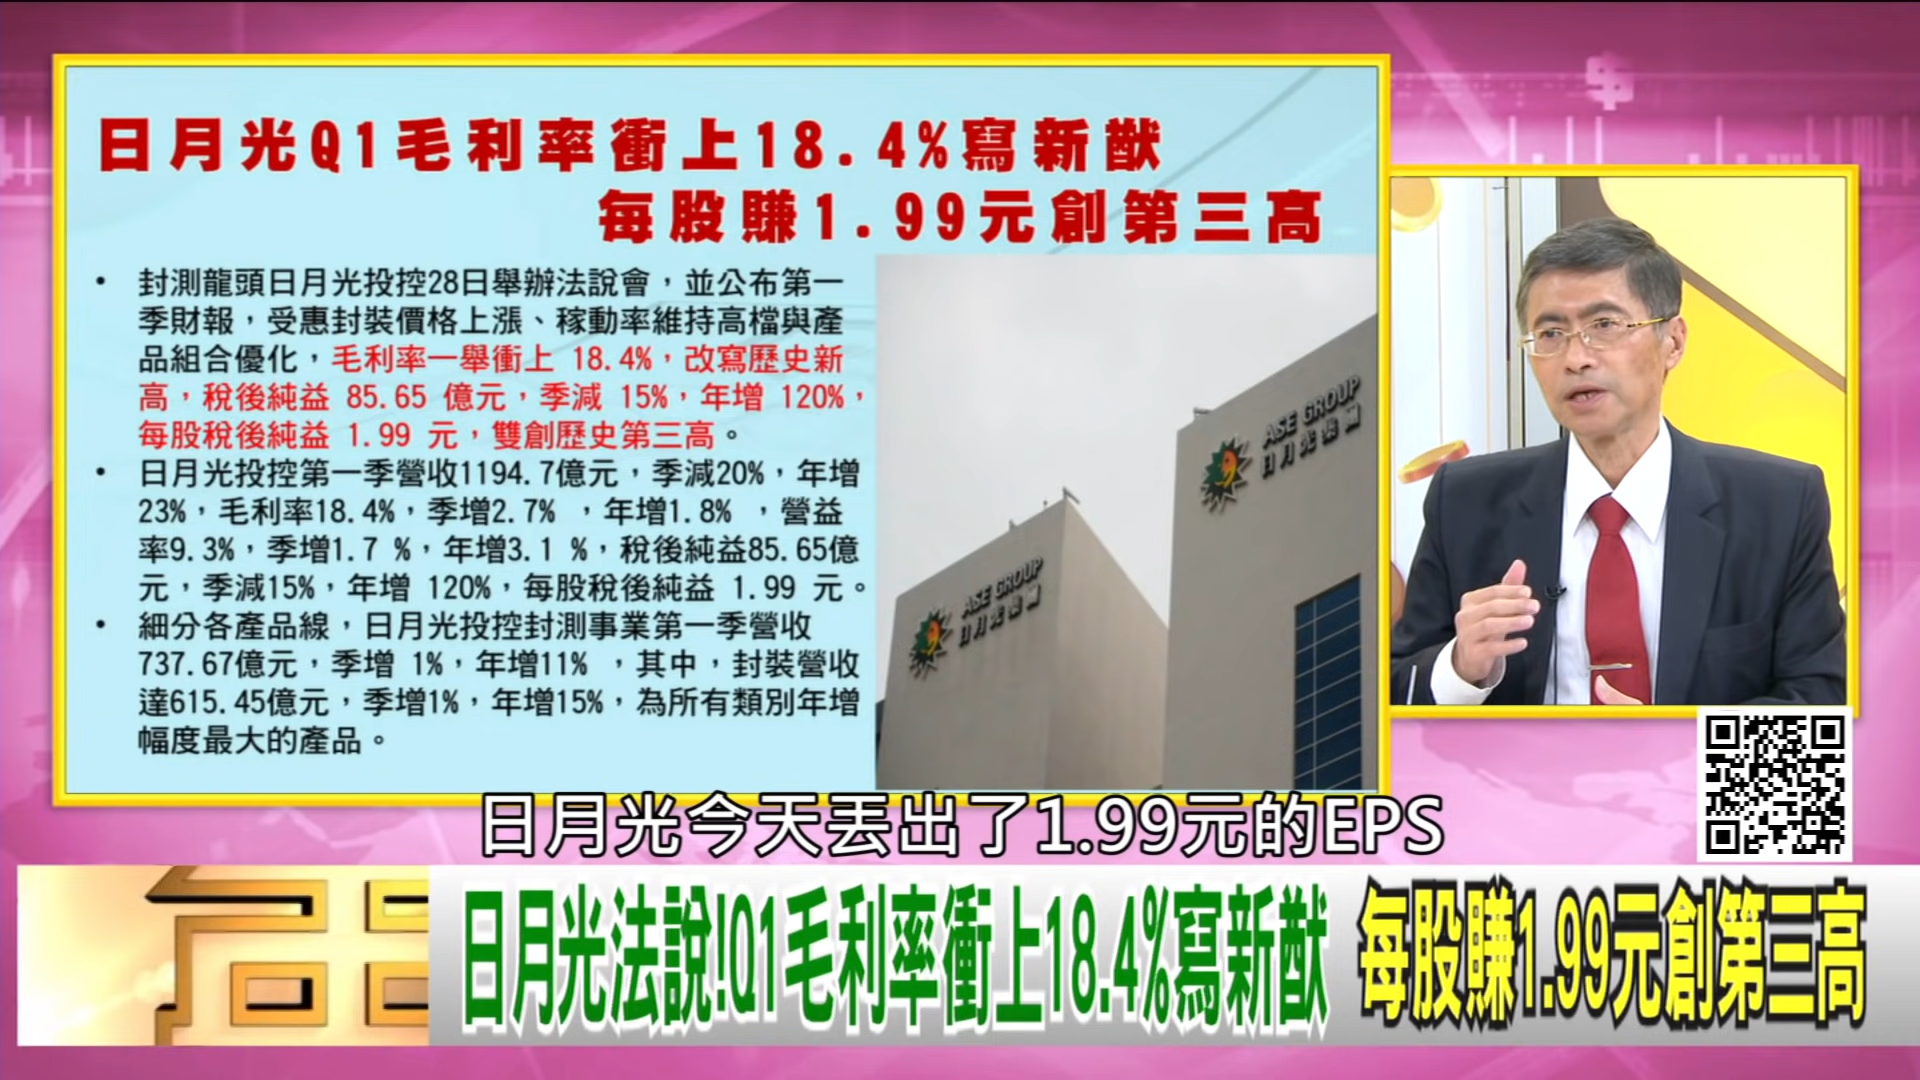 日月光Q1毛利率衝上18.4%寫新猷
每股賺1.99元創第三高
• 封測龍頭日月光投控28日舉辦法說會，並公布第一
季財報，受惠封裝價格上漲、稼動率維持高檔與產
品組合優化，毛利率一舉衝上 18.4%，改寫歷史新
高，稅後純益 85.65 億元，季減 15%，年增 120%，
每股稅後純益 1.99 元，雙創歷史第三高。
• 日月光投控第一季營收1194.7億元，季減20%，年增
23%，毛利率18.4%，季增2.7% ，年增1.8% ，營益
率9.3%，季增1.7 %，年增3.1 %，稅後純益85.65億
元，季減15%，年增 120%，每股稅後純益 1.99 元。
• 細分各產品線，日月光投控封測事業第一季營收
737.67億元，季增 1%，年增11% ，其中，封裝營收
達615.45億元，季增1%，年增15%，為所有類別年增
幅度最大的產品。
ASE GROUP
日月光集團
ASE GROUP
日月光集團
日月光今天丟出了1.99元的EPS
日月光法說!Q1毛利率衝上18.4%寫新猷 每股賺1.99元創第三高